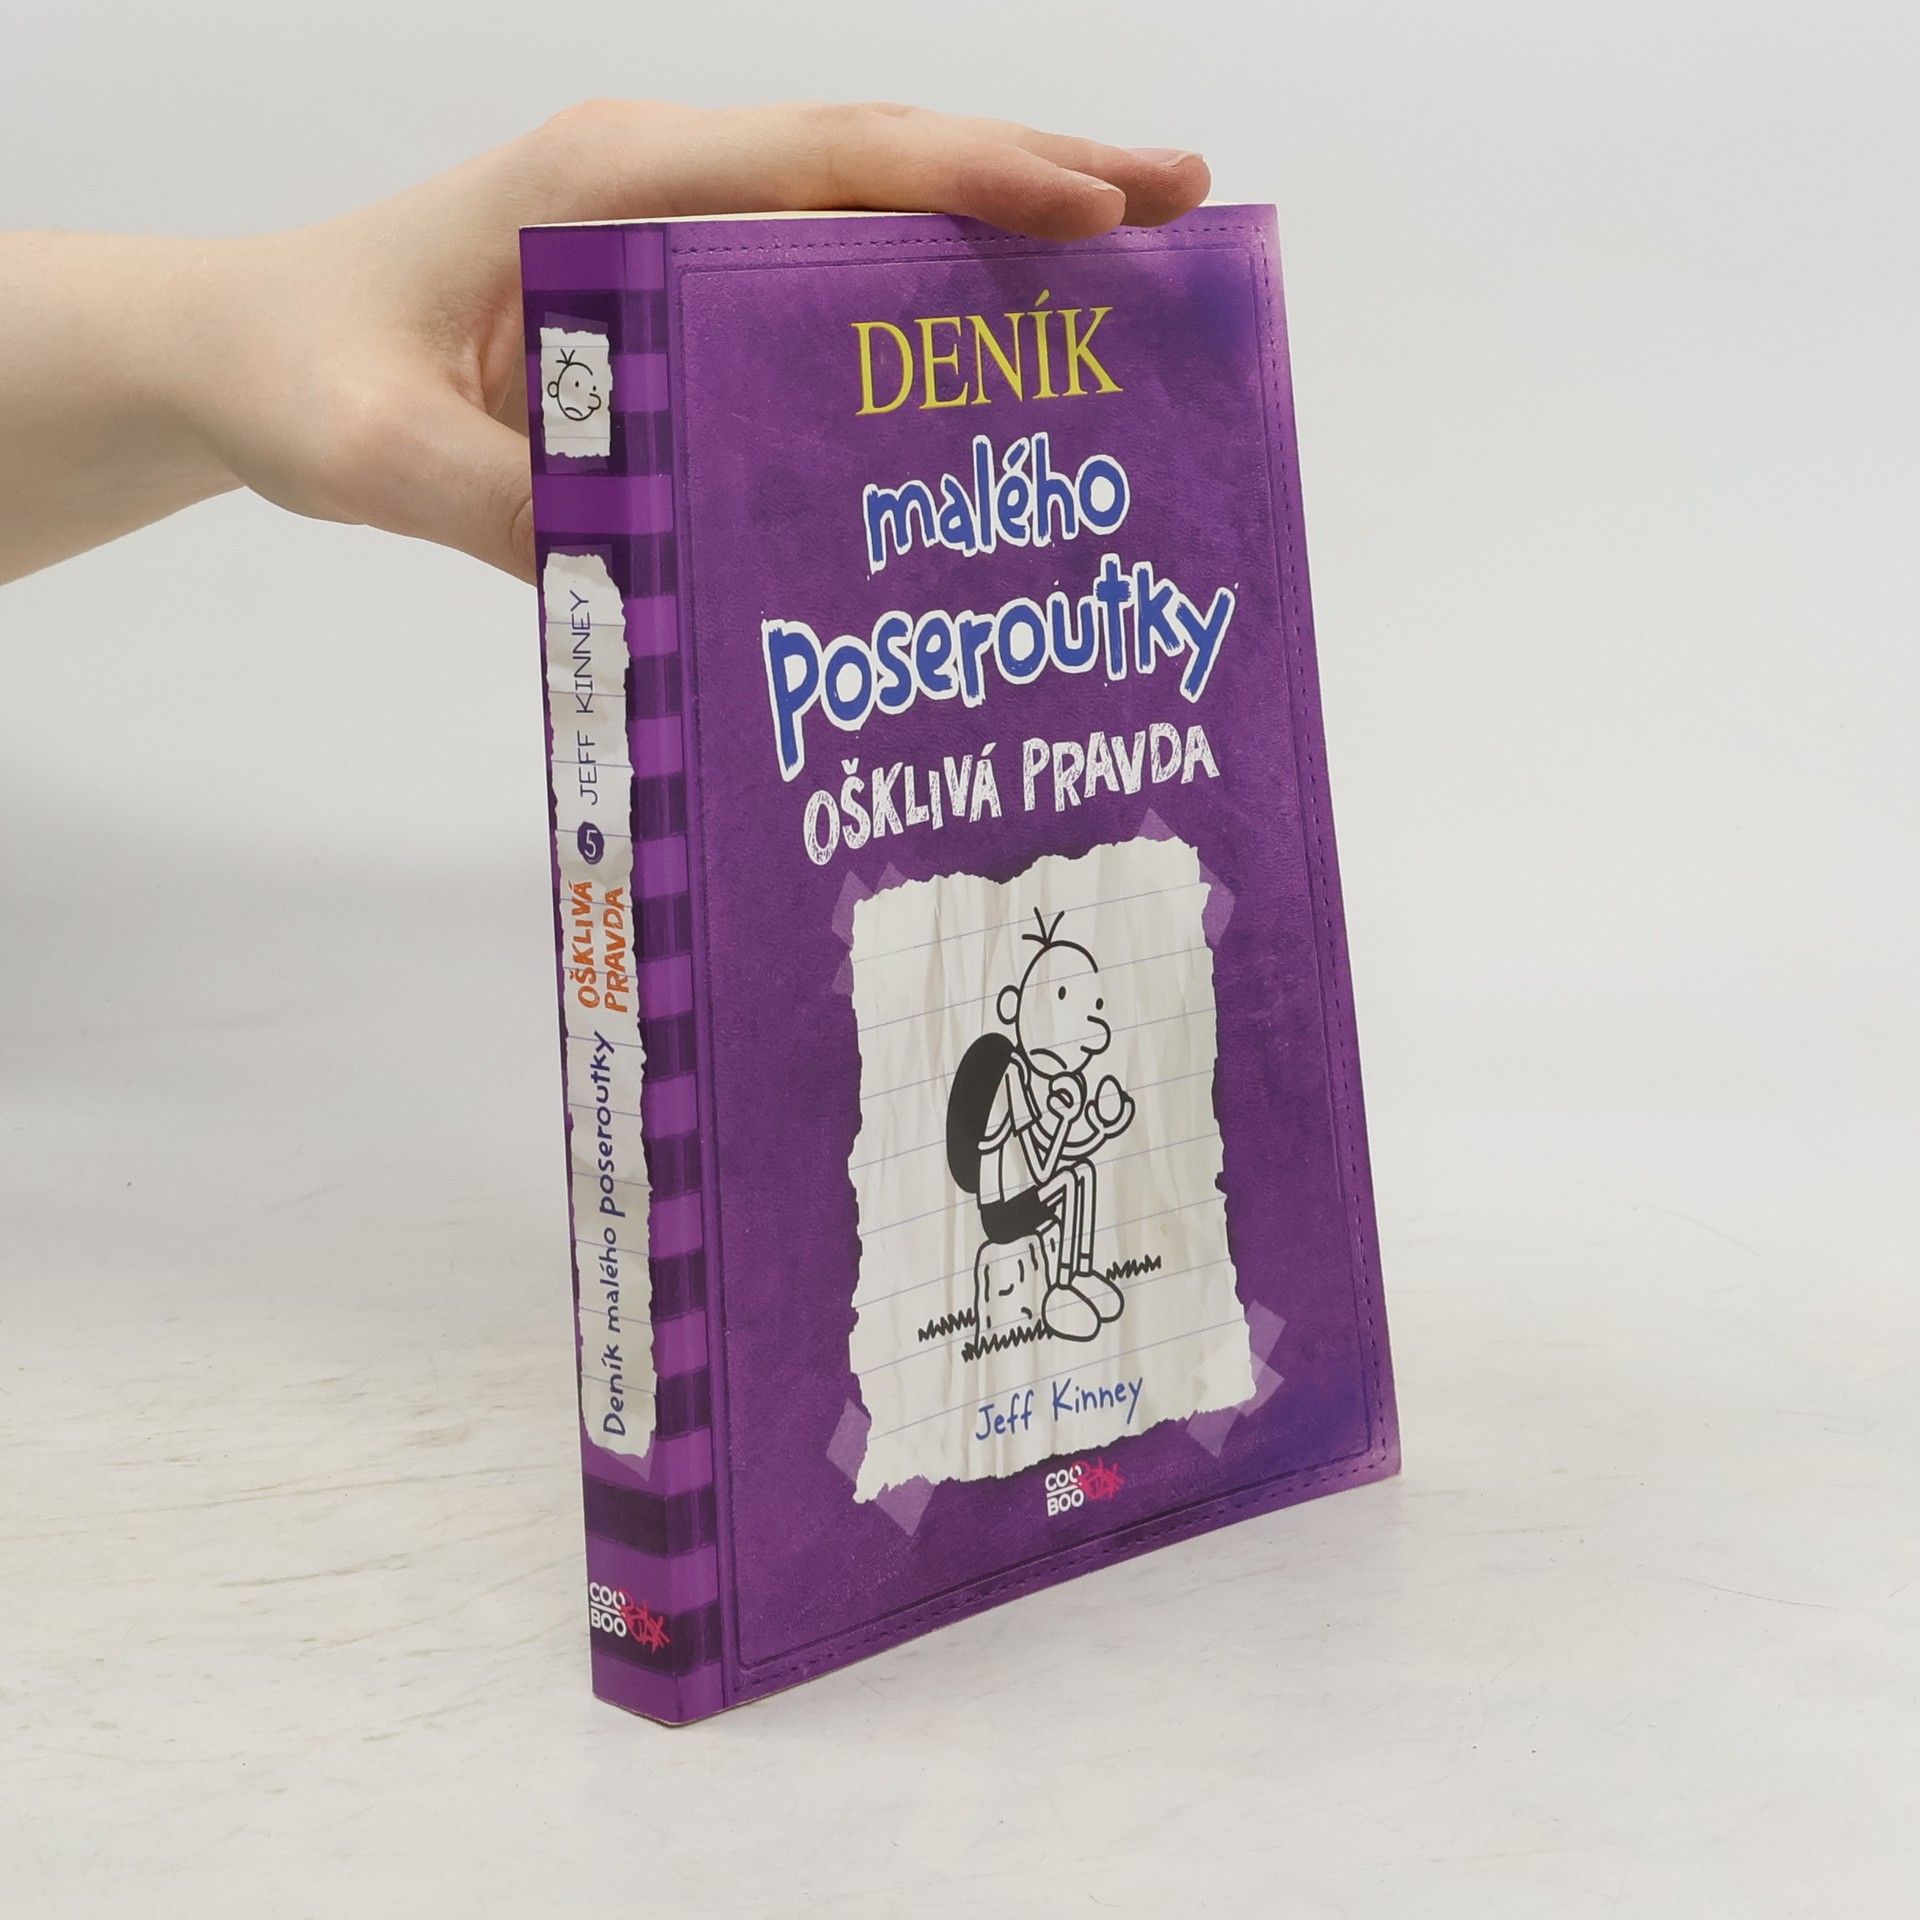 DENÍK
malého
poseroutky
OŠKLIVÁ PRAVDA
Jeff Kinney
COO
BOO
Deník malého poseroutky OŠKLIVÁ PRAVDA 5 JEFF KINNEY
COO
BOO